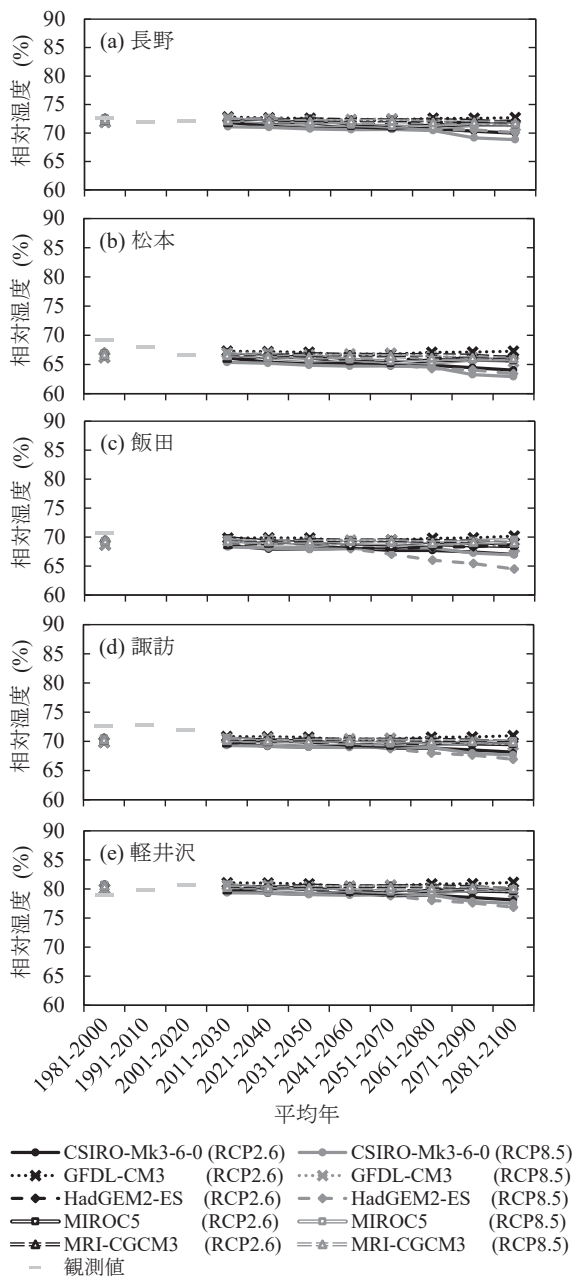 90
85
80
75
70
65
60
相対湿度 (%)
(a) 長野
90
85
80
75
70
65
60
相対湿度 (%)
(b) 松本
90
85
80
75
70
65
60
相対湿度 (%)
(c) 飯田
90
85
80
75
70
65
60
相対湿度 (%)
(d) 諏訪
90
85
80
75
70
65
60
相対湿度 (%)
(e) 軽井沢
1981-2000
1991-2010
2001-2020
2011-2030
2021-2040
2031-2050
2041-2060
2051-2070
2061-2080
2071-2090
2081-2100
平均年
CSIRO-Mk3-6-0 (RCP2.6) CSIRO-Mk3-6-0 (RCP8.5)
GFDL-CM3 (RCP2.6) GFDL-CM3 (RCP8.5)
HadGEM2-ES (RCP2.6) HadGEM2-ES (RCP8.5)
MIROC5 (RCP2.6) MIROC5 (RCP8.5)
MRI-CGCM3 (RCP2.6) MRI-CGCM3 (RCP8.5)
観測値